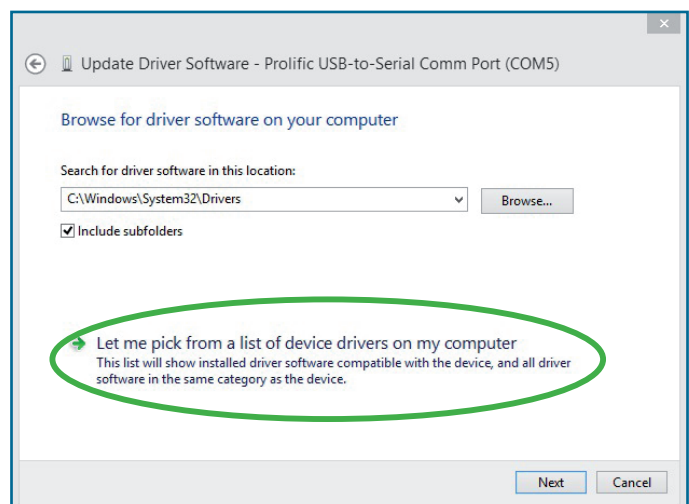 Update Driver Software - Prolific USB-to-Serial Comm Port (COM5)
Browse for driver software on your computer
Search for driver software in this location:
C:\Windows\System32\Drivers
Browse...
Include subfolders
Let me pick from a list of device drivers on my computer
This list will show installed driver software compatible with the device, and all driver
software in the same category as the device.
Next
Cancel